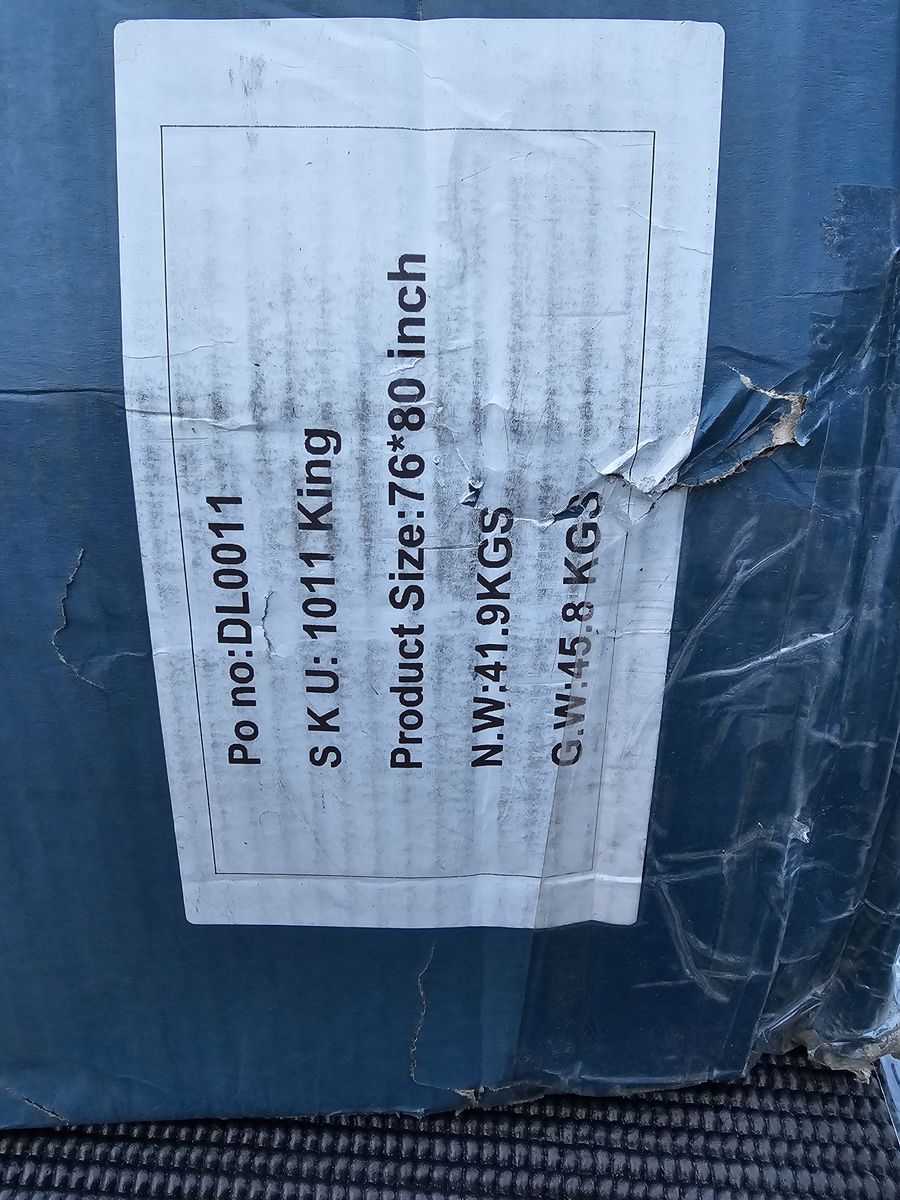 Po no:DL0011
S K U: 1011 King
Product Size:76*80 inch
N.W:41.9KGS
G.W:45.8 KGS